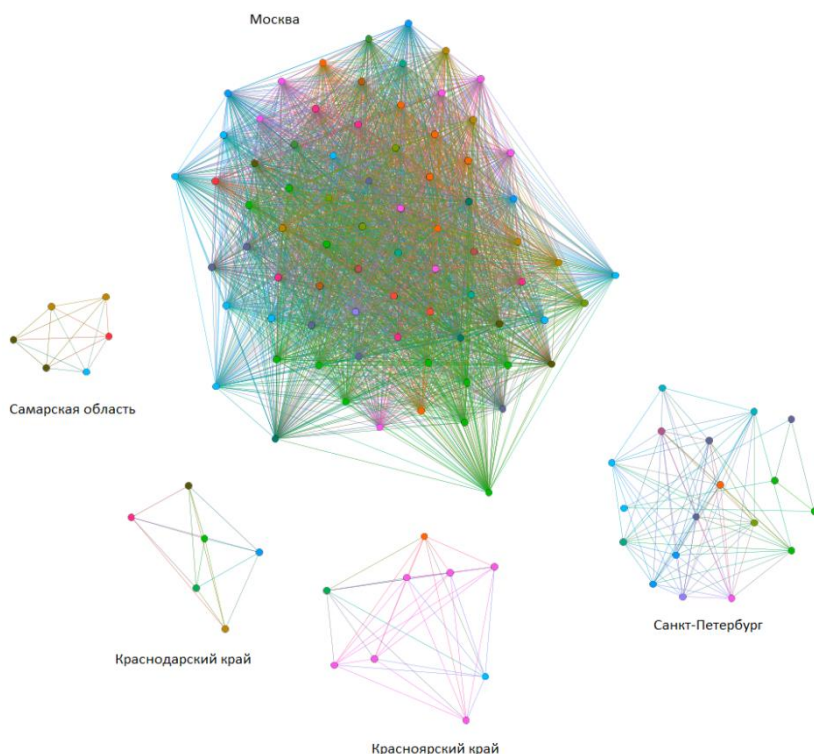 Москва
Самарская область
Санкт-Петербург
Краснодарский край
Красноярский край